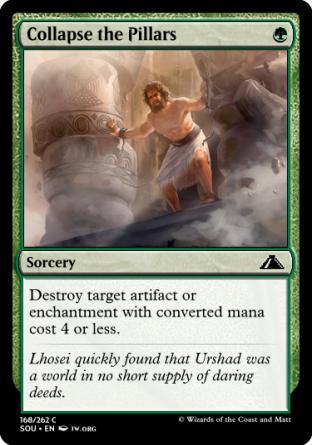 Collapse the Pillars
Sorcery
Destroy target artifact or
enchantment with converted mana
cost 4 or less.
Lhosei quickly found that Urshad was
a world in no short supply of daring
deeds.
168/262 C
SOU • EN IW.ORG
© Wizards of the Coast and Matt